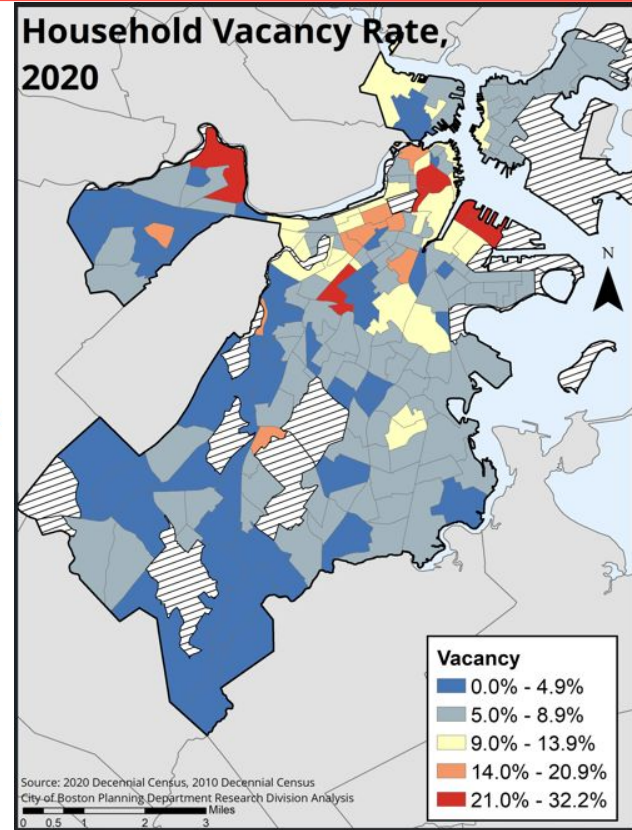 Household Vacancy Rate,
2020
N
Vacancy
0.0% - 4.9%
5.0% - 8.9%
9.0% - 13.9%
14.0% - 20.9%
21.0% - 32.2%
Source: 2020 Decennial Census, 2010 Decennial Census
City of Boston Planning Department Research Division Analysis
Miles
0 0.5 1 2 3